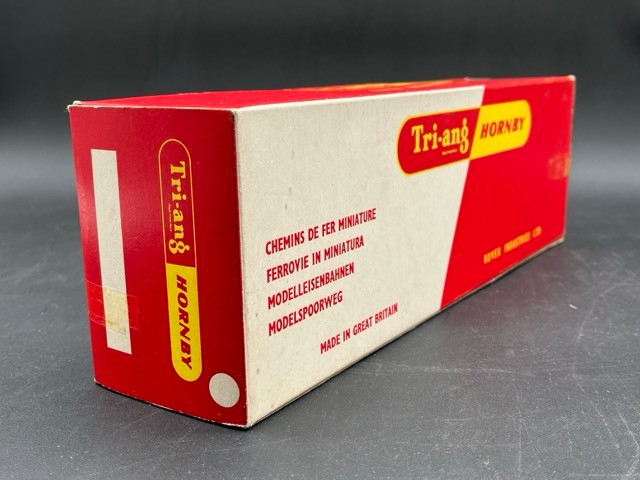 Tri-ang HORNBY
Tri-ang HORNBY
CHEMINS DE FER MINIATURE
FERROVIE IN MINIATURA
MODELLEISENBAHNEN
MODELSPOORWEG
MADE IN GREAT BRITAIN
ROVEX INDUSTRIES LTD